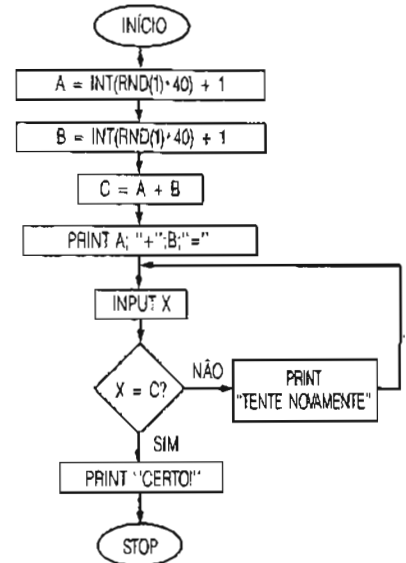 INÍCIO
A = INT(RND(1)*40) + 1
B = INT(RND(1)*40) + 1
C = A + B
PRINT A; "+";B;"="
INPUT X
X = C?
NÃO
PRINT
"TENTE NOVAMENTE"
SIM
PRINT "CERTO!"
STOP